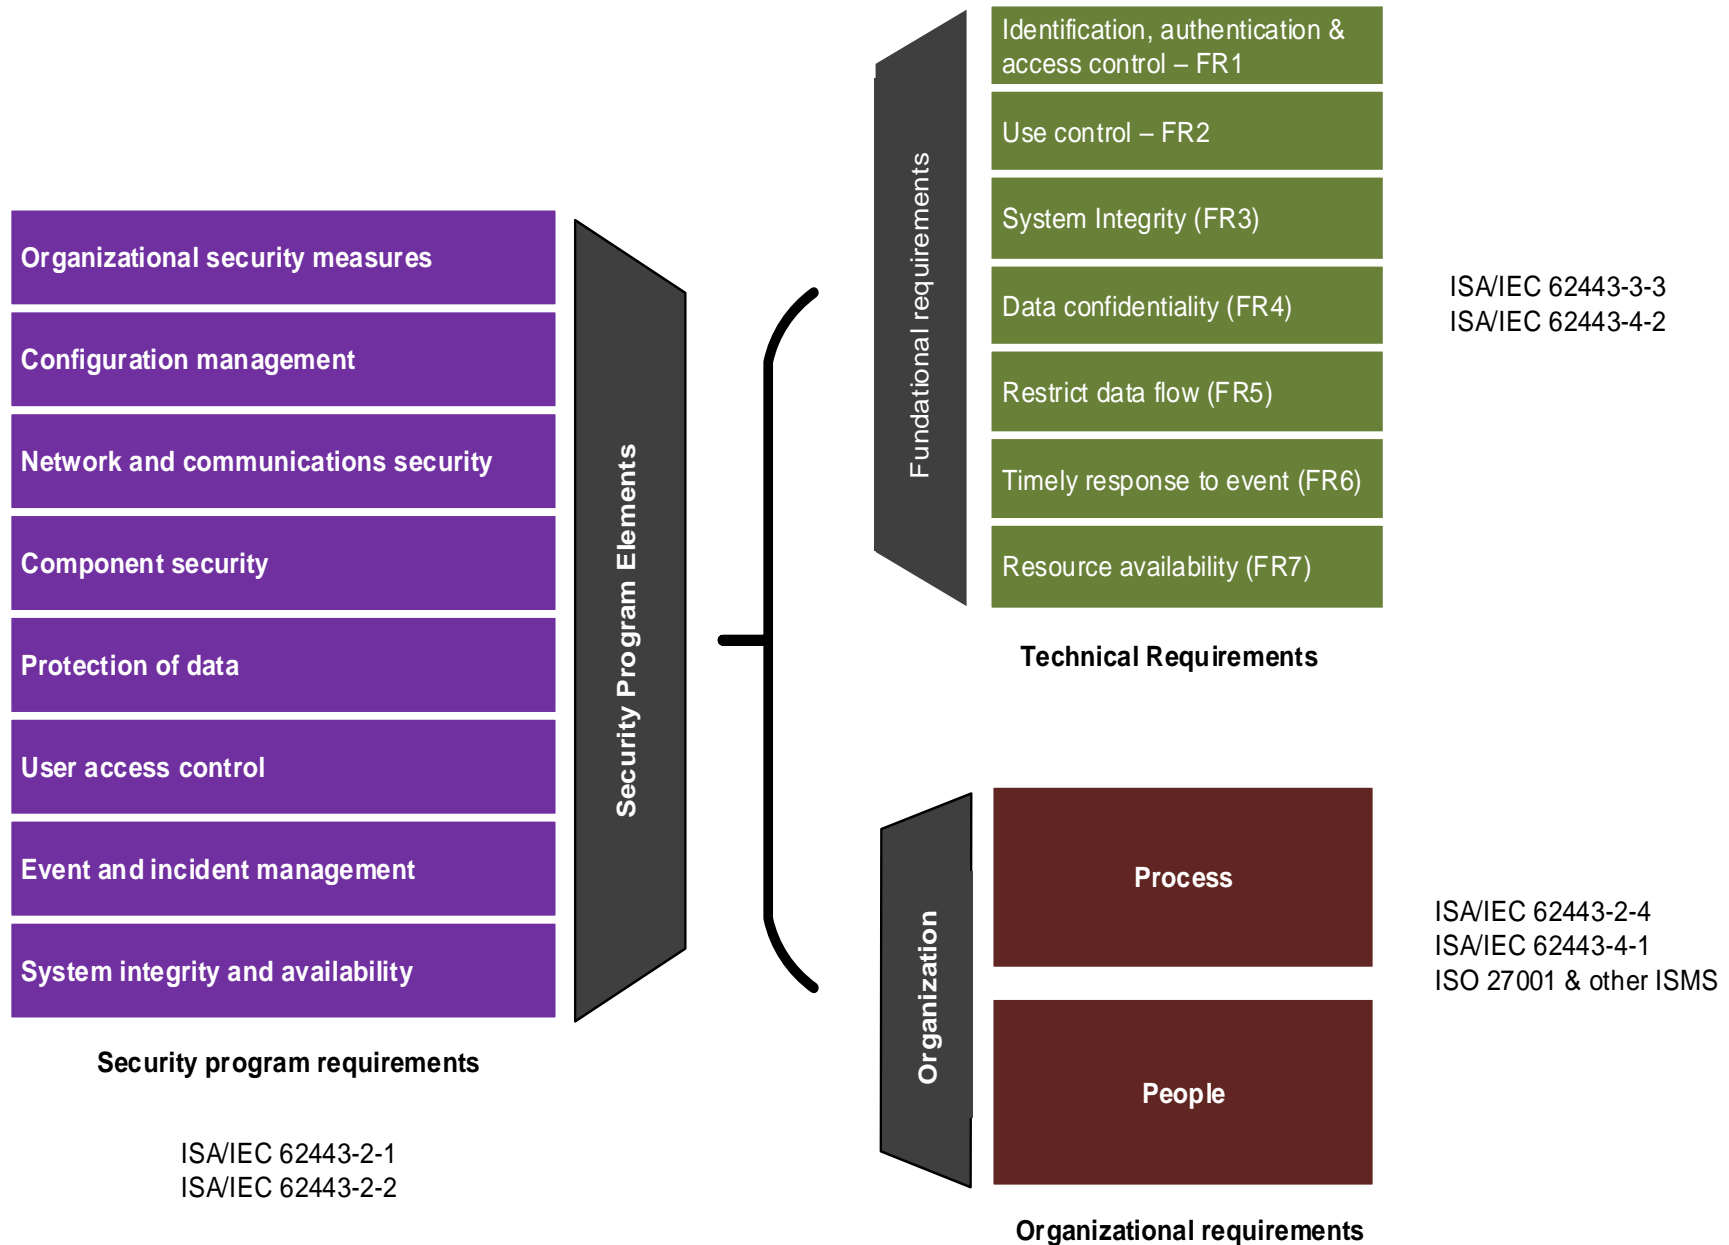 Organizational security measures
Configuration management
Network and communications security
Component security
Protection of data
User access control
Event and incident management
System integrity and availability
Security program requirements
ISA/IEC 62443-2-1
ISA/IEC 62443-2-2
Security Program Elements
Fundational requirements
Identification, authentication &
access control – FR1
Use control – FR2
System Integrity (FR3)
Data confidentiality (FR4)
Restrict data flow (FR5)
Timely response to event (FR6)
Resource availability (FR7)
Technical Requirements
ISA/IEC 62443-3-3
ISA/IEC 62443-4-2
Organization
Process
People
Organizational requirements
ISA/IEC 62443-2-4
ISA/IEC 62443-4-1
ISO 27001 & other ISMS